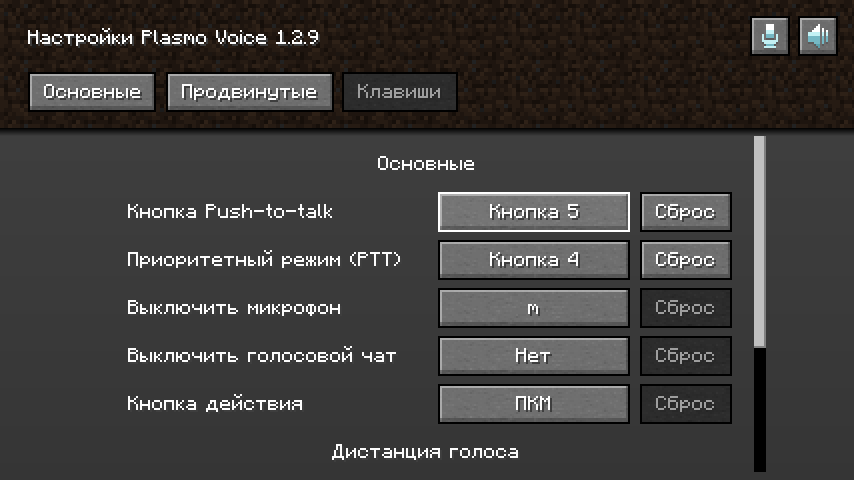 Настройки Plasmo Voice 1.2.9
Основные Продвинутые Клавиши
Основные
Кнопка Push-to-talk Кнопка 5 Сброс
Приоритетный режим (PTT) Кнопка 4 Сброс
Выключить микрофон m Сброс
Выключить голосовой чат Нет Сброс
Кнопка действия ПКМ Сброс
Дистанция голоса